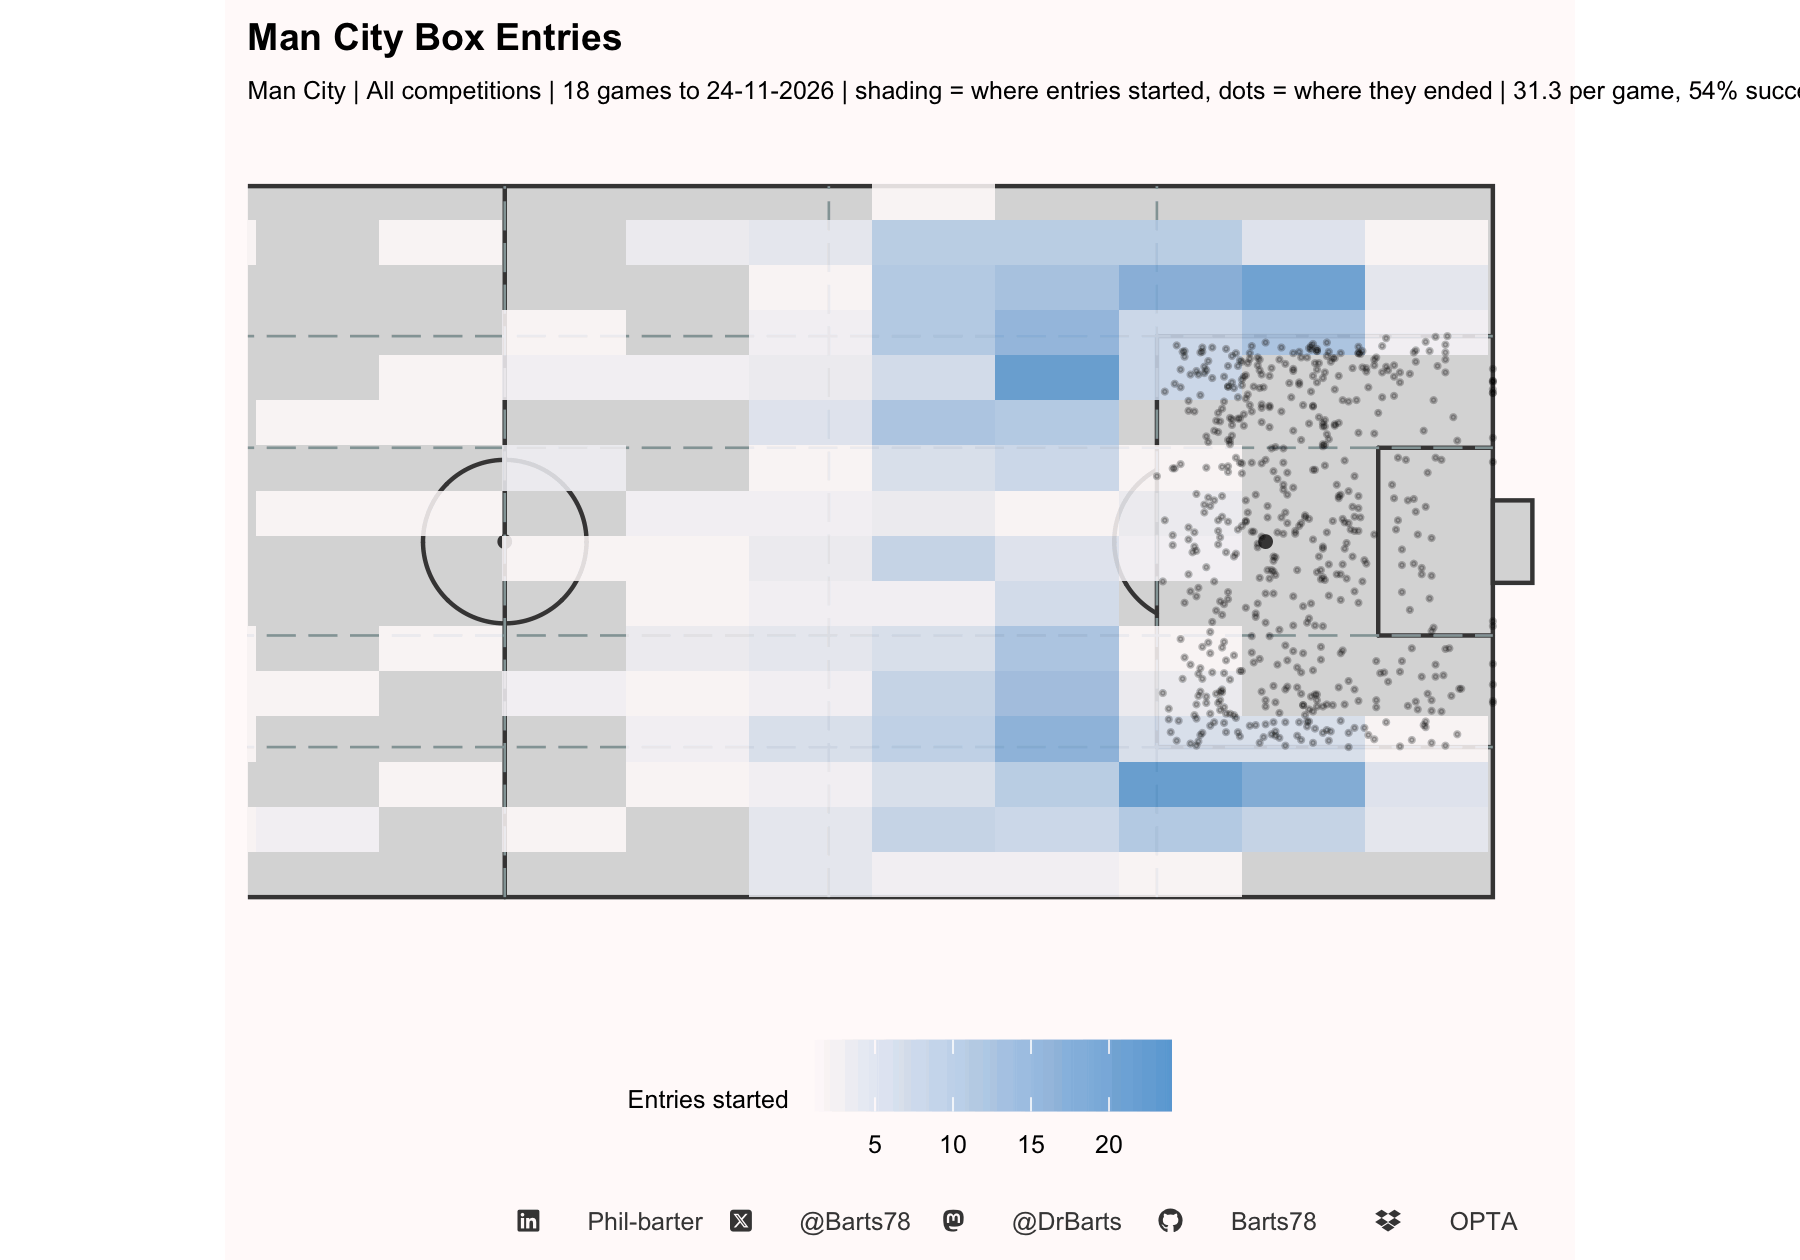 Man City Box Entries
Man City | All competitions | 18 games to 24-11-2026 | shading = where entries started, dots = where they ended | 31.3 per game, 54%
Entries started
5 10 15 20
Phil-barter @Barts78 @DrBarts Barts78 OPTA